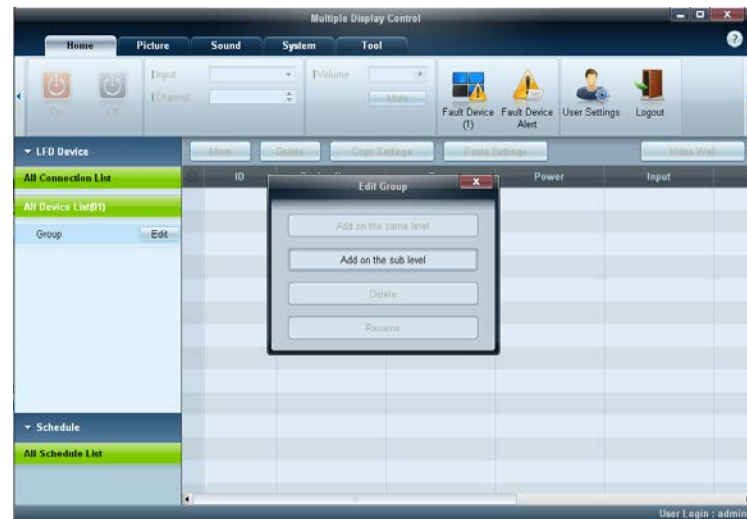 Multiple Display Control
Home Picture Sound System Tool
Input
Volume
Channel
Mute
On Off
Fault Device (1)
Fault Device Alert
User Settings
Logout
LFD Device
Move Delete Copy Settings Paste Settings Video Wall
All Connection List
ID Power Input
All Device List(01)
Group Edit
Edit Group
Add on the same level
Add on the sub level
Delete
Rename
Schedule
All Schedule List
User Login : admin